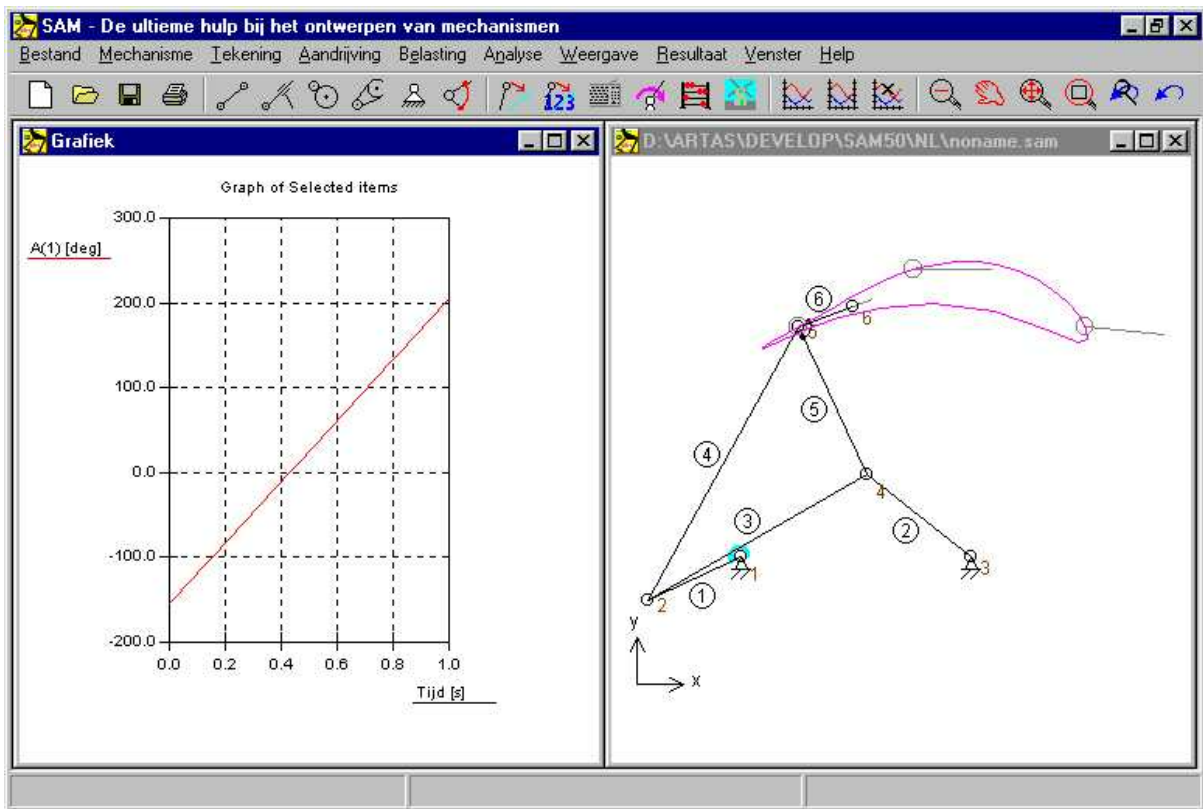 SAM - De ultieme hulp bij het ontwerpen van mechanismen
Bestand Mechanisme Tekening Aandrijving Belasting Analyse Weergave Resultaat Venster Help
123
Grafiek
Graph of Selected items
A(1) [deg]
300.0
200.0
100.0
0.0
-100.0
-200.0
0.0 0.2 0.4 0.6 0.8 1.0
Tijd [s]
D:\ARTAS\DEVELOP\SAM50\NL\noname.sam
6
6
5
5
4
4
3
2
1
3
1
2
y
x